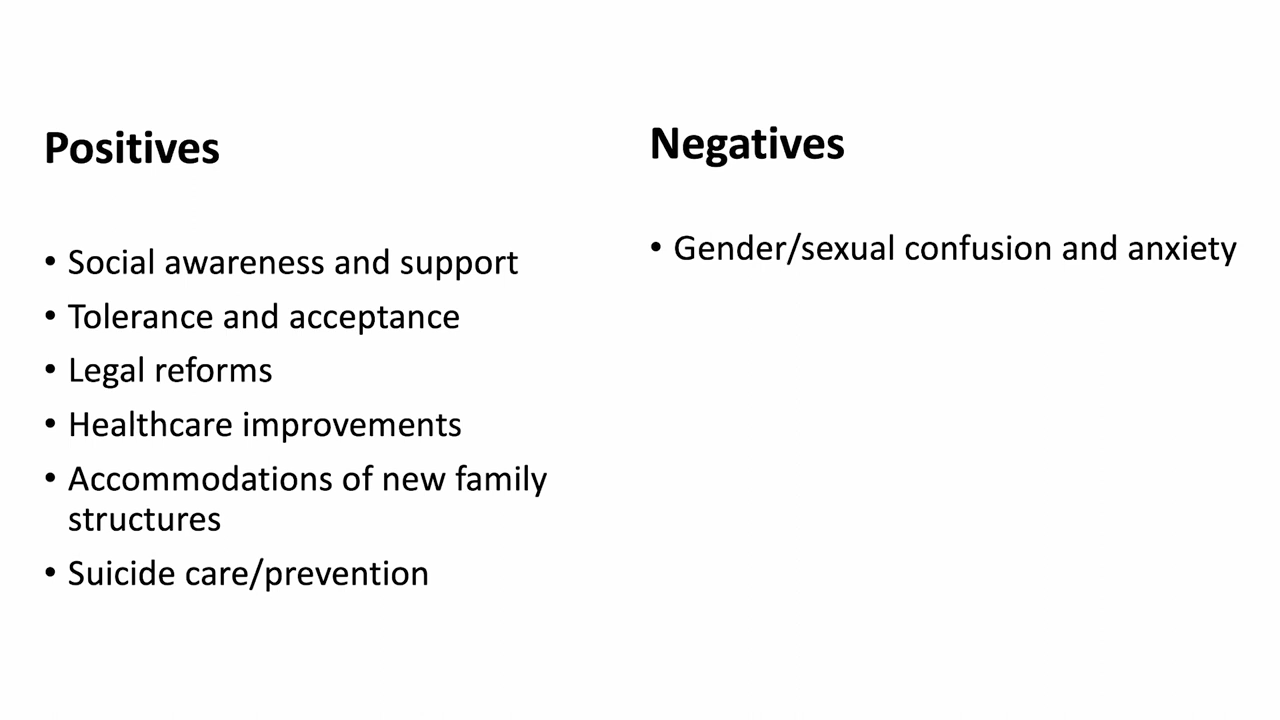 Positives
• Social awareness and support
• Tolerance and acceptance
• Legal reforms
• Healthcare improvements
• Accommodations of new family
structures
• Suicide care/prevention
Negatives
• Gender/sexual confusion and anxiety